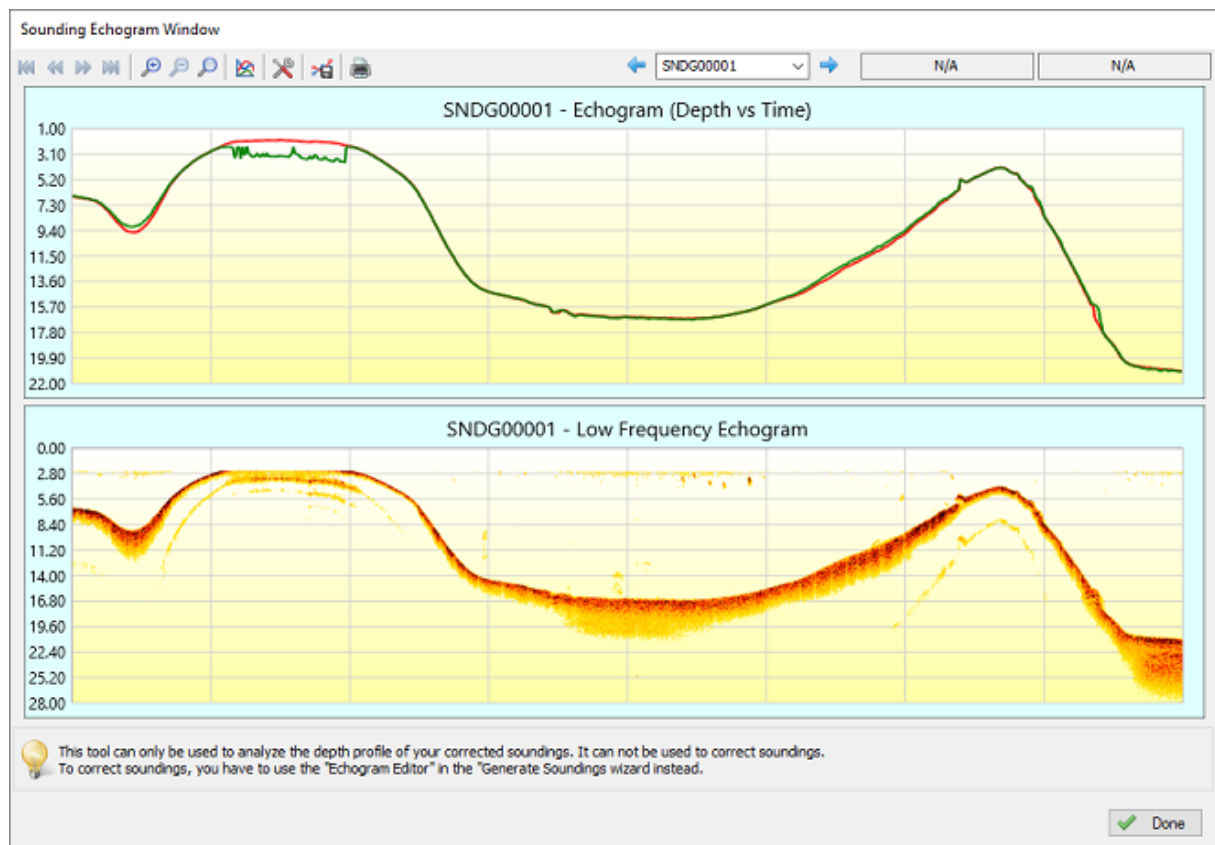 Sounding Echogram Window
SNDG00001
N/A
N/A
SNDG00001 - Echogram (Depth vs Time)
1.00
3.10
5.20
7.30
9.40
11.50
13.60
15.70
17.80
19.90
22.00
SNDG00001 - Low Frequency Echogram
0.00
2.80
5.60
8.40
11.20
14.00
16.80
19.60
22.40
25.20
28.00
This tool can only be used to analyze the depth profile of your corrected soundings. It can not be used to correct soundings.
To correct soundings, you have to use the "Echogram Editor" in the "Generate Soundings wizard instead.
Done